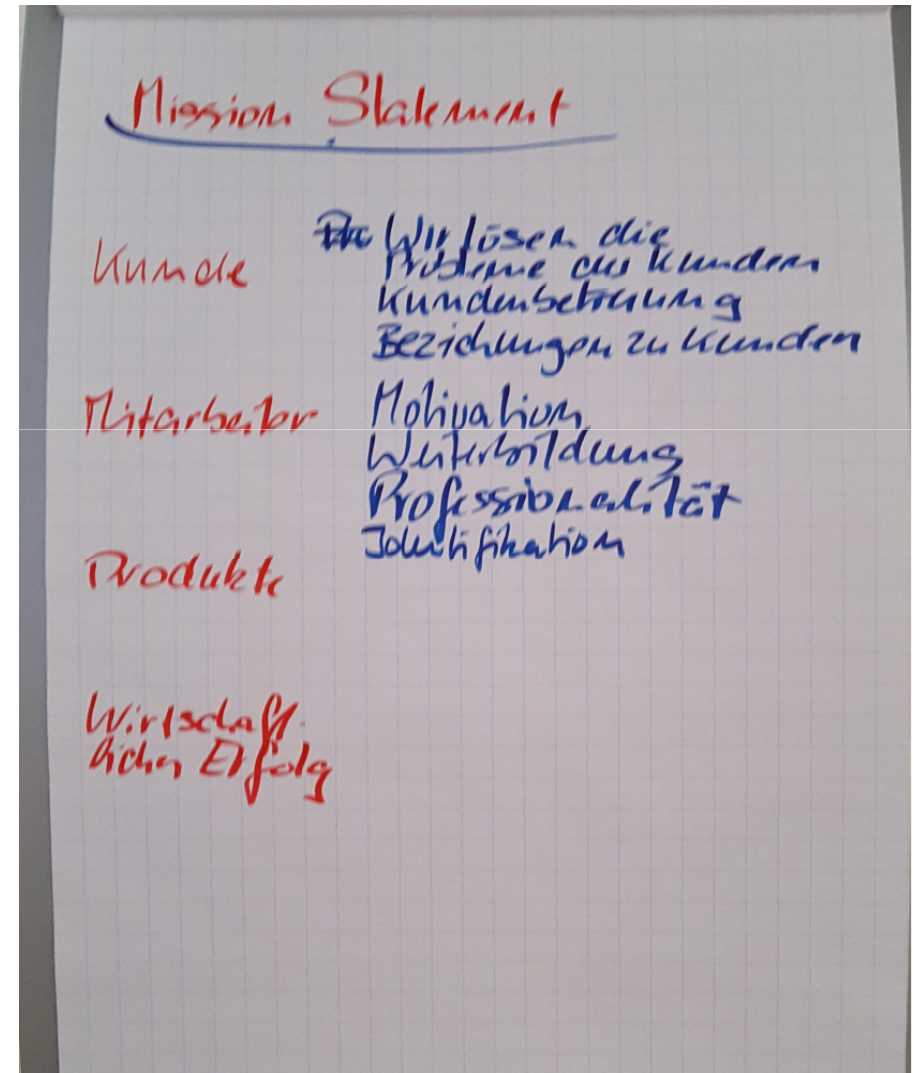 Mission Statement
Kunde
Wir lösen die
Probleme des Kunden
Kundenbetreuung
Beziehungen zu Kunden
Mitarbeiter
Motivation
Weiterbildung
Professionalität
Identifikation
Produkte
Wirtschaft-
licher Erfolg